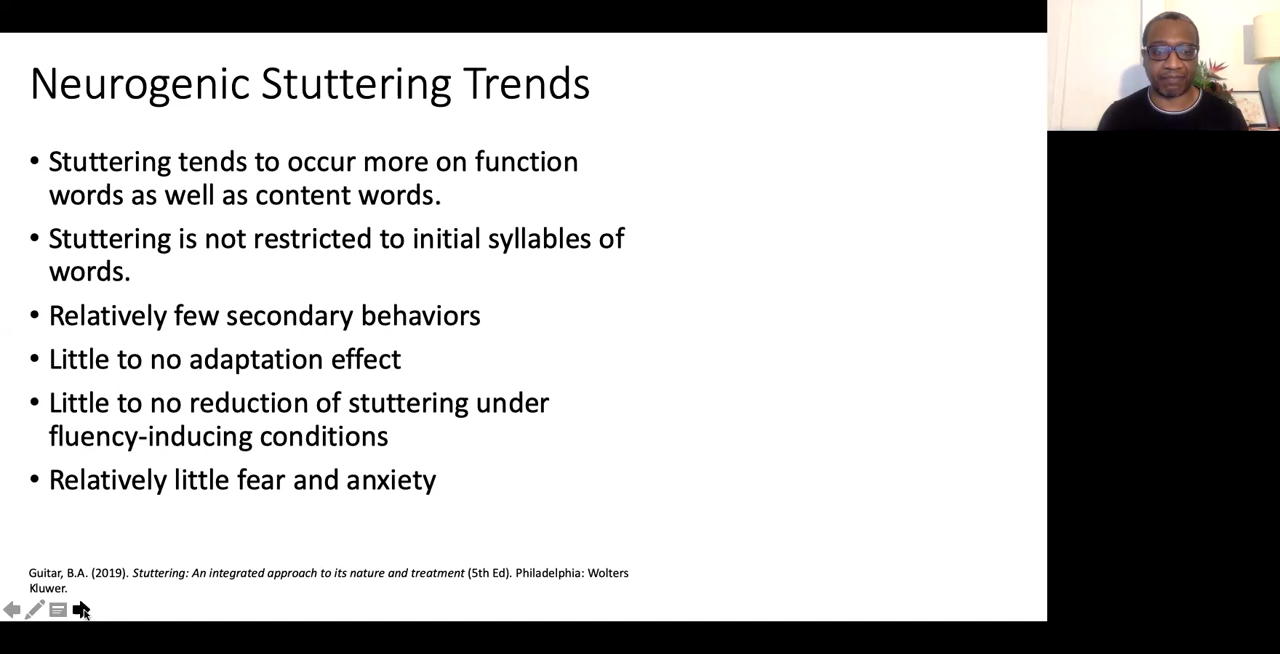 Neurogenic Stuttering Trends
• Stuttering tends to occur more on function
words as well as content words.
• Stuttering is not restricted to initial syllables of
words.
• Relatively few secondary behaviors
• Little to no adaptation effect
• Little to no reduction of stuttering under
fluency-inducing conditions
• Relatively little fear and anxiety
Guitar, B.A. (2019). Stuttering: An integrated approach to its nature and treatment (5th Ed). Philadelphia: Wolters
Kluwer.